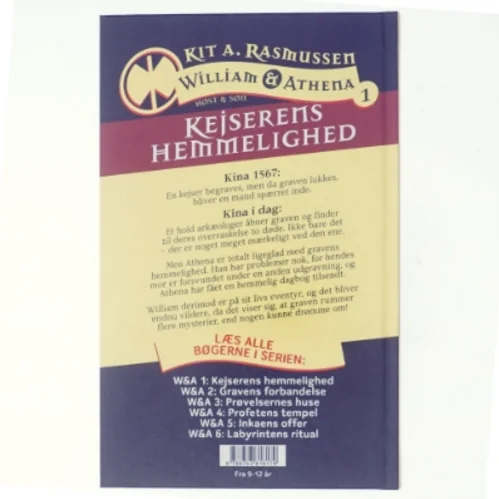 KIT A. RASMUSSEN
WILLIAM & ATHENA
HØST & SØN
1
KEJSERENS
HEMMELIGHED
Kina 1567:
En kejser begraves, men da graven lukkes,
bliver en mand spærret inde.
Kina i dag:
Et hold arkæologer åbner graven og finder
til deres overraskelse to døde. Ikke bare det
– der er noget meget mærkeligt ved den ene.
Men Athena er totalt ligeglad med gravens
hemmelighed. Hun har problemer nok, for hendes
mor er forsvundet under en anden udgravning, og
Athena har fået en hemmelig dagbog tilsendt.
William derimod er på sit livs eventyr, og det bliver
endnu vildere, da det viser sig, at graven rummer
flere mysterier, end nogen kunne drømme om!
LÆS ALLE
BØGERNE I SERIEN:
W&A 1: Kejserens hemmelighed
W&A 2: Gravens forbandelse
W&A 3: Prøvelsernes huse
W&A 4: Profetens tempel
W&A 5: Inkaens offer
W&A 6: Labyrintens ritual
Fra 9-12 år